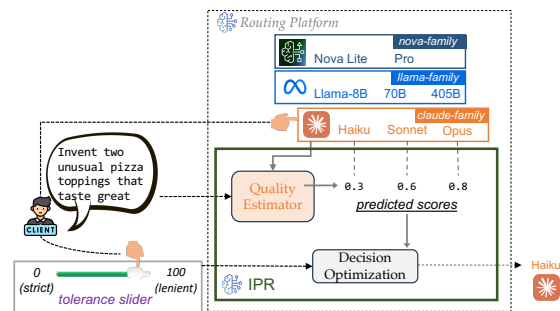 Routing Platform
nova-family
Nova Lite Pro
llama-family
Llama-8B 70B 405B
claude-family
Haiku Sonnet Opus
Invent two
unusual pizza
toppings that
taste great
CLIENT
Quality
Estimator
0.3 0.6 0.8
predicted scores
Decision
Optimization
IPR
Haiku
0 100
(strict) (lenient)
tolerance slider